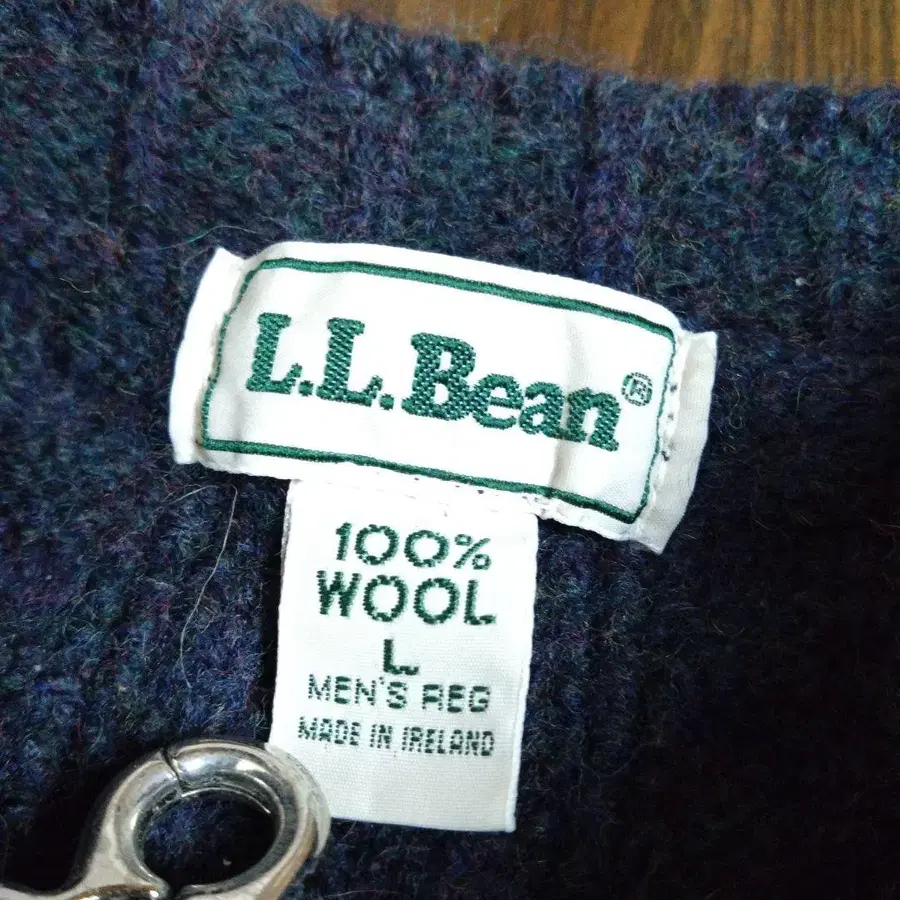 L.L.Bean®
100%
WOOL
L
MEN'S REG
MADE IN IRELAND